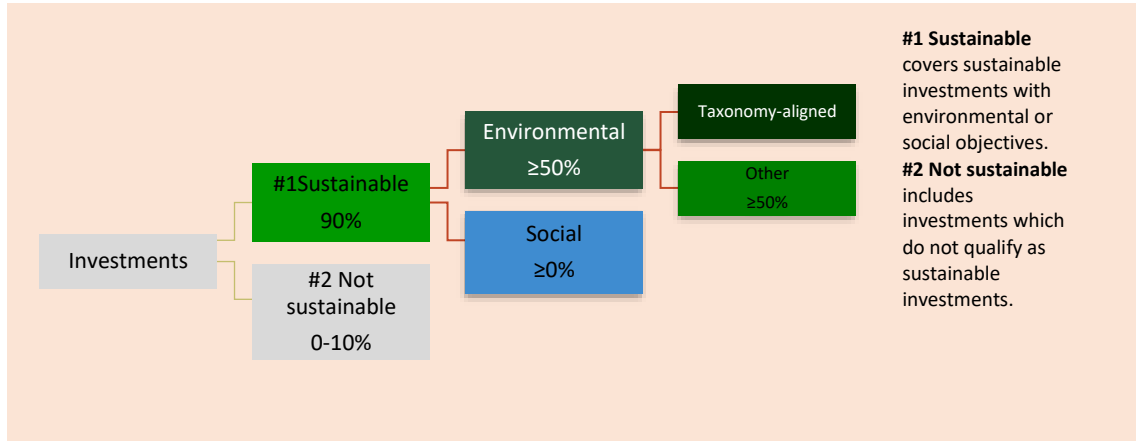 Investments
#1Sustainable
90%
#2 Not
sustainable
0-10%
Environmental
≥50%
Social
≥0%
Taxonomy-aligned
Other
≥50%
#1 Sustainable
covers sustainable
investments with
environmental or
social objectives.
#2 Not sustainable
includes
investments which
do not qualify as
sustainable
investments.